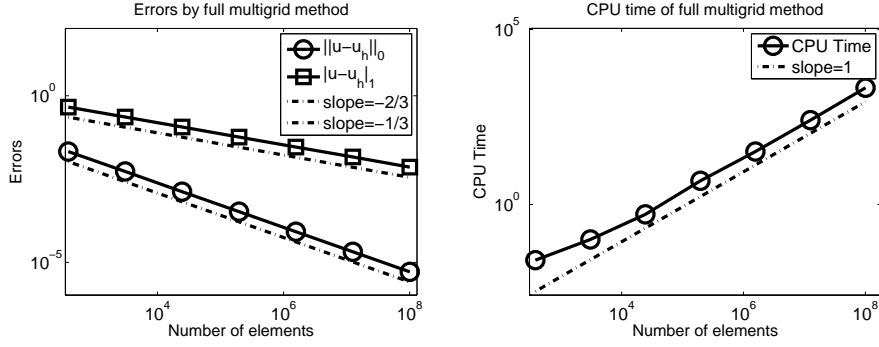 Errors by full multigrid method
||u−u_h||_0
|u−u_h|_1
slope=−2/3
slope=−1/3
10^0
10^−5
Errors
10^4
10^6
10^8
Number of elements
CPU time of full multigrid method
CPU Time
slope=1
10^5
10^0
CPU Time
10^4
10^6
10^8
Number of elements